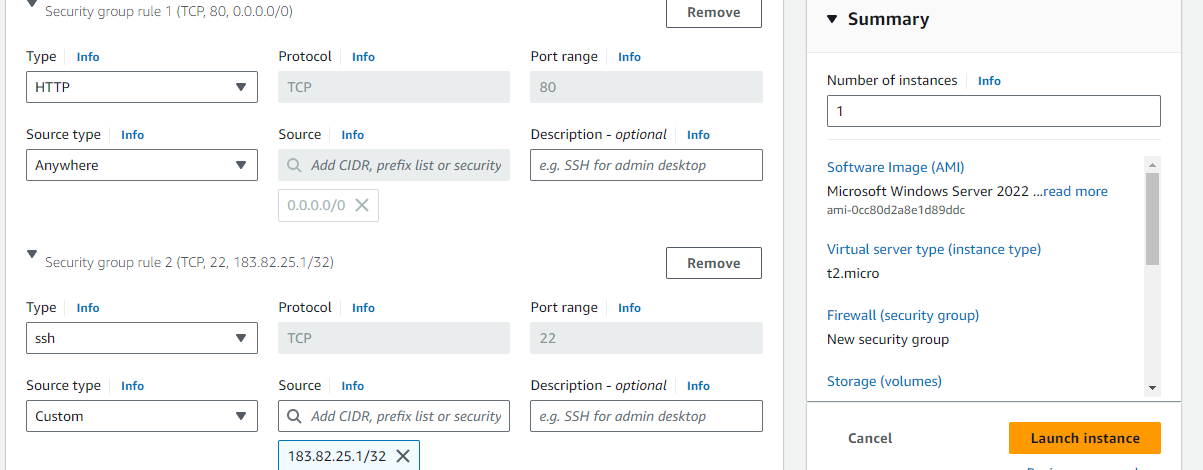 Security group rule 1 (TCP, 80, 0.0.0.0/0)
Remove
Type Info
Protocol Info
Port range Info
HTTP
TCP
80
Source type Info
Source Info
Description - optional Info
Anywhere
Add CIDR, prefix list or security
e.g. SSH for admin desktop
0.0.0.0/0
Security group rule 2 (TCP, 22, 183.82.25.1/32)
Remove
Type Info
Protocol Info
Port range Info
ssh
TCP
22
Source type Info
Source Info
Description - optional Info
Custom
Add CIDR, prefix list or security
e.g. SSH for admin desktop
183.82.25.1/32
Summary
Number of instances Info
1
Software Image (AMI)
Microsoft Windows Server 2022 ...read more
ami-0cc80d2a8e1d89ddc
Virtual server type (instance type)
t2.micro
Firewall (security group)
New security group
Storage (volumes)
Cancel
Launch instance